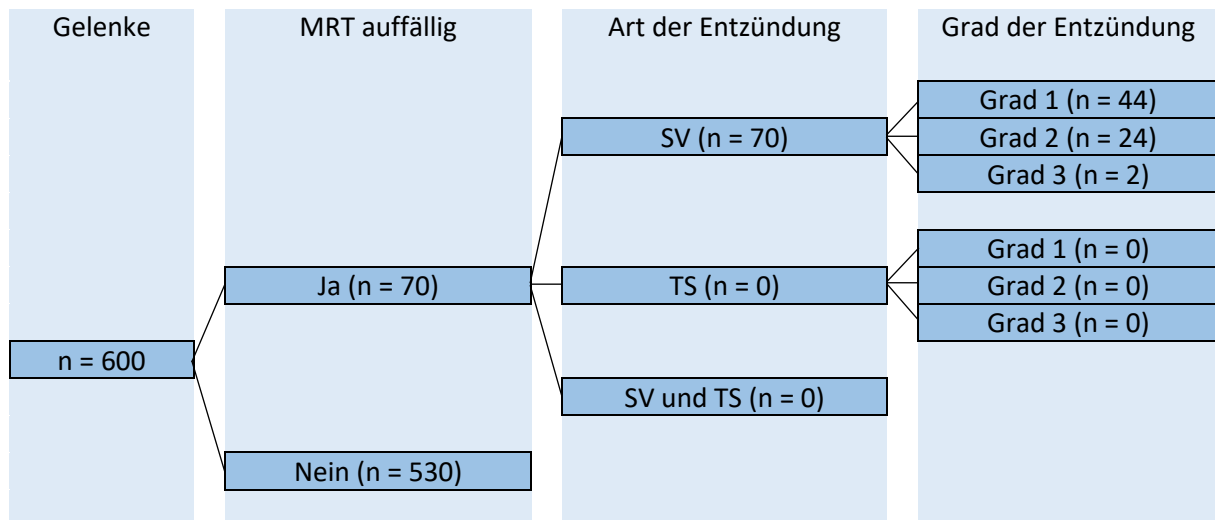 Gelenke
MRT auffällig
Art der Entzündung
Grad der Entzündung
n = 600
Ja (n = 70)
Nein (n = 530)
SV (n = 70)
TS (n = 0)
SV und TS (n = 0)
Grad 1 (n = 44)
Grad 2 (n = 24)
Grad 3 (n = 2)
Grad 1 (n = 0)
Grad 2 (n = 0)
Grad 3 (n = 0)